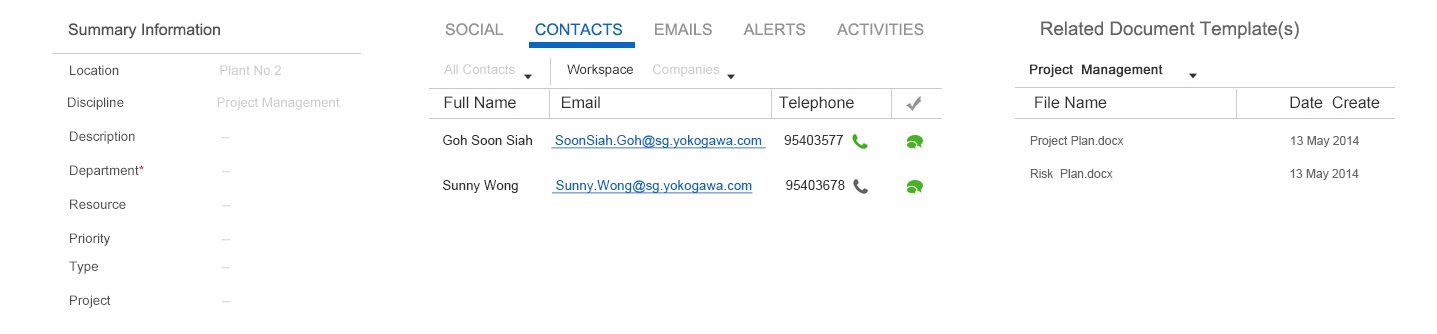 Summary Information
Location Plant No 2
Discipline Project Management
Description --
Department* --
Resource --
Priority --
Type --
Project --
SOCIAL CONTACTS EMAILS ALERTS ACTIVITIES
All Contacts Workspace Companies
Full Name Email Telephone
Goh Soon Siah SoonSiah.Goh@sg.yokogawa.com 95403577
Sunny Wong Sunny.Wong@sg.yokogawa.com 95403678
Related Document Template(s)
Project Management
File Name Date Create
Project Plan.docx 13 May 2014
Risk Plan.docx 13 May 2014